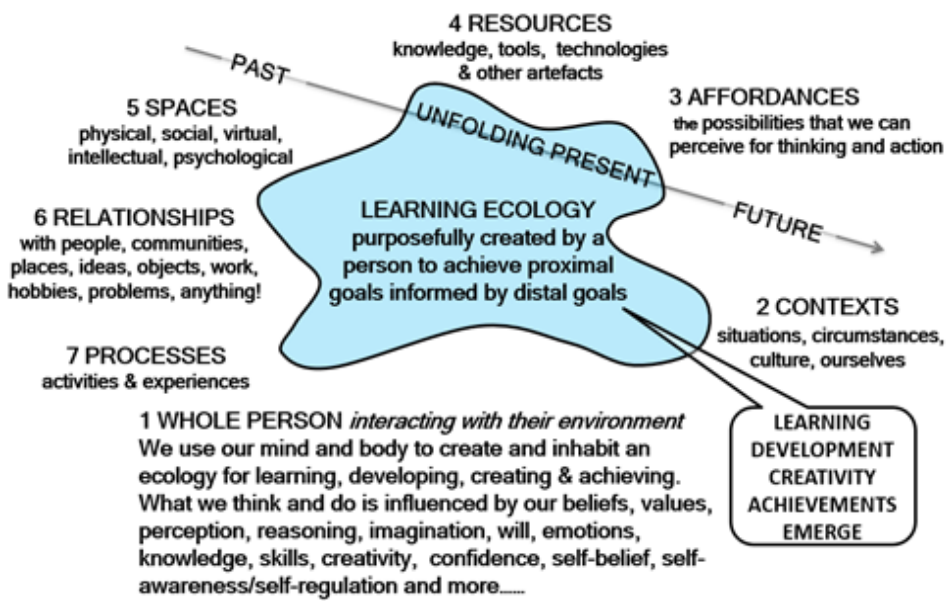 4 RESOURCES
knowledge, tools, technologies
& other artefacts
PAST
UNFOLDING PRESENT
FUTURE
5 SPACES
physical, social, virtual,
intellectual, psychological
3 AFFORDANCES
the possibilities that we can
perceive for thinking and action
6 RELATIONSHIPS
with people, communities,
places, ideas, objects, work,
hobbies, problems, anything!
LEARNING ECOLOGY
purposefully created by a
person to achieve proximal
goals informed by distal goals
2 CONTEXTS
situations, circumstances,
culture, ourselves
7 PROCESSES
activities & experiences
1 WHOLE PERSON interacting with their environment
We use our mind and body to create and inhabit an
ecology for learning, developing, creating & achieving.
What we think and do is influenced by our beliefs, values,
perception, reasoning, imagination, will, emotions,
knowledge, skills, creativity, confidence, self-belief, self-
awareness/self-regulation and more......
LEARNING
DEVELOPMENT
CREATIVITY
ACHIEVEMENTS
EMERGE